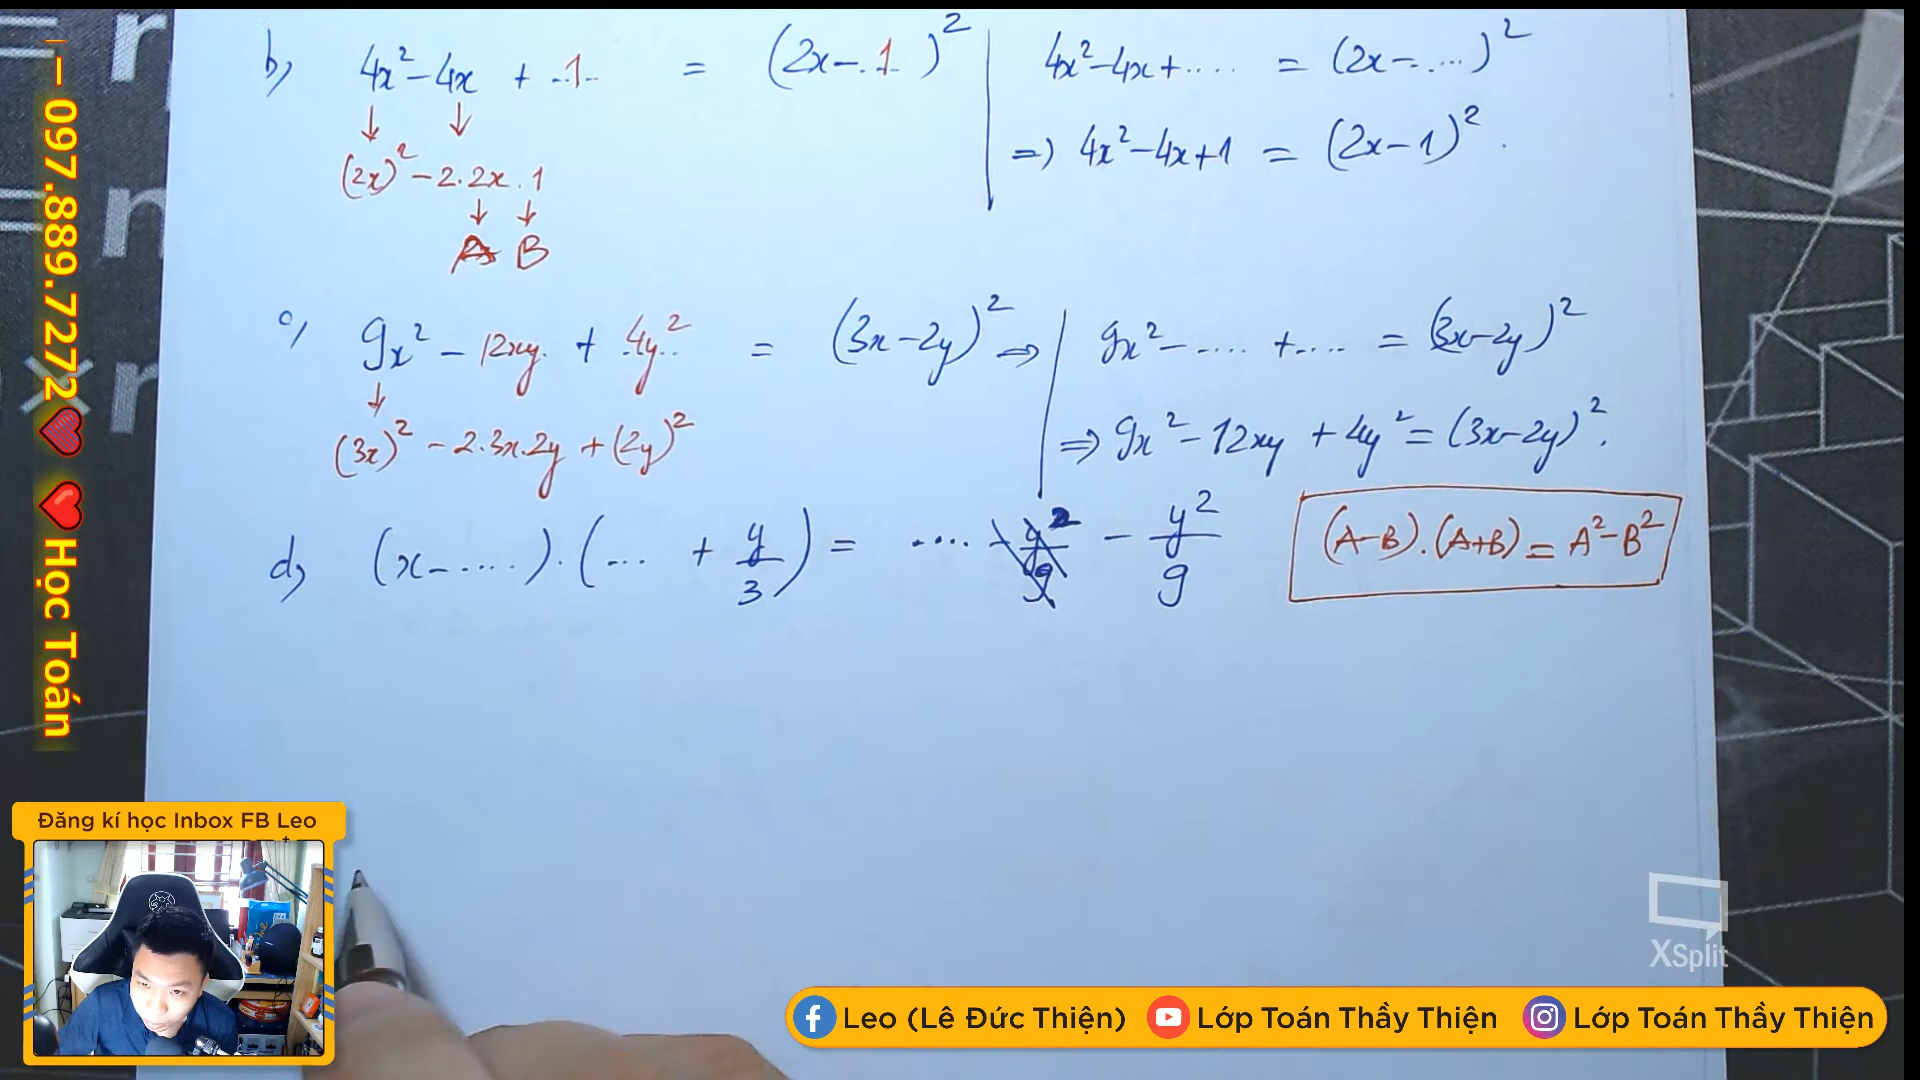 b) 4x² - 4x + ..1.. = (2x - .1.)²
4x² - 4x + .... = (2x - ....)²
=> 4x² - 4x + 1 = (2x - 1)².
↓ ↓
(2x)² - 2.2x.1
↓ ↓
A B
c) 9x² - 12xy + 4y² = (3x - 2y)² =>
9x² - .... + .... = (3x - 2y)²
=> 9x² - 12xy + 4y² = (3x - 2y)².
↓
(3x)² - 2.3x.2y + (2y)²
d) (x - .....).(... + y/3) = .... - y²/9
(A-B).(A+B) = A² - B²
097.889.7272 ❤ ❤ Học Toán
Đăng kí học Inbox FB Leo
XSplit
Leo (Lê Đức Thiện) Lớp Toán Thầy Thiện Lớp Toán Thầy Thiện